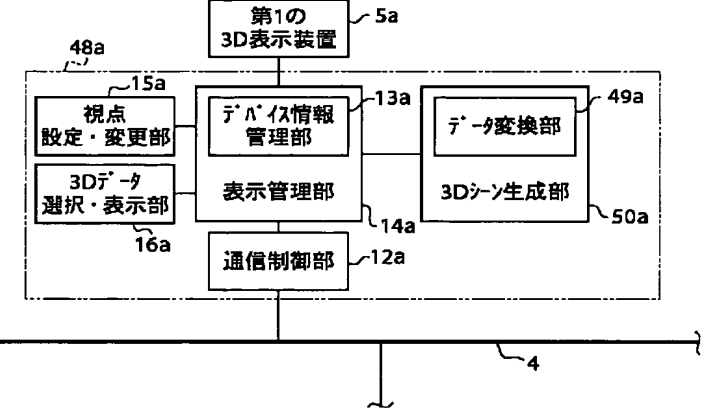 第1の
3D表示装置
5a
48a
15a
視点
設定・変更部
ﾃﾞﾊﾞｲｽ情報
管理部
13a
ﾃﾞｰﾀ変換部
49a
3Dﾃﾞｰﾀ
選択・表示部
16a
表示管理部
14a
3Dｼｰﾝ生成部
50a
通信制御部
12a
4